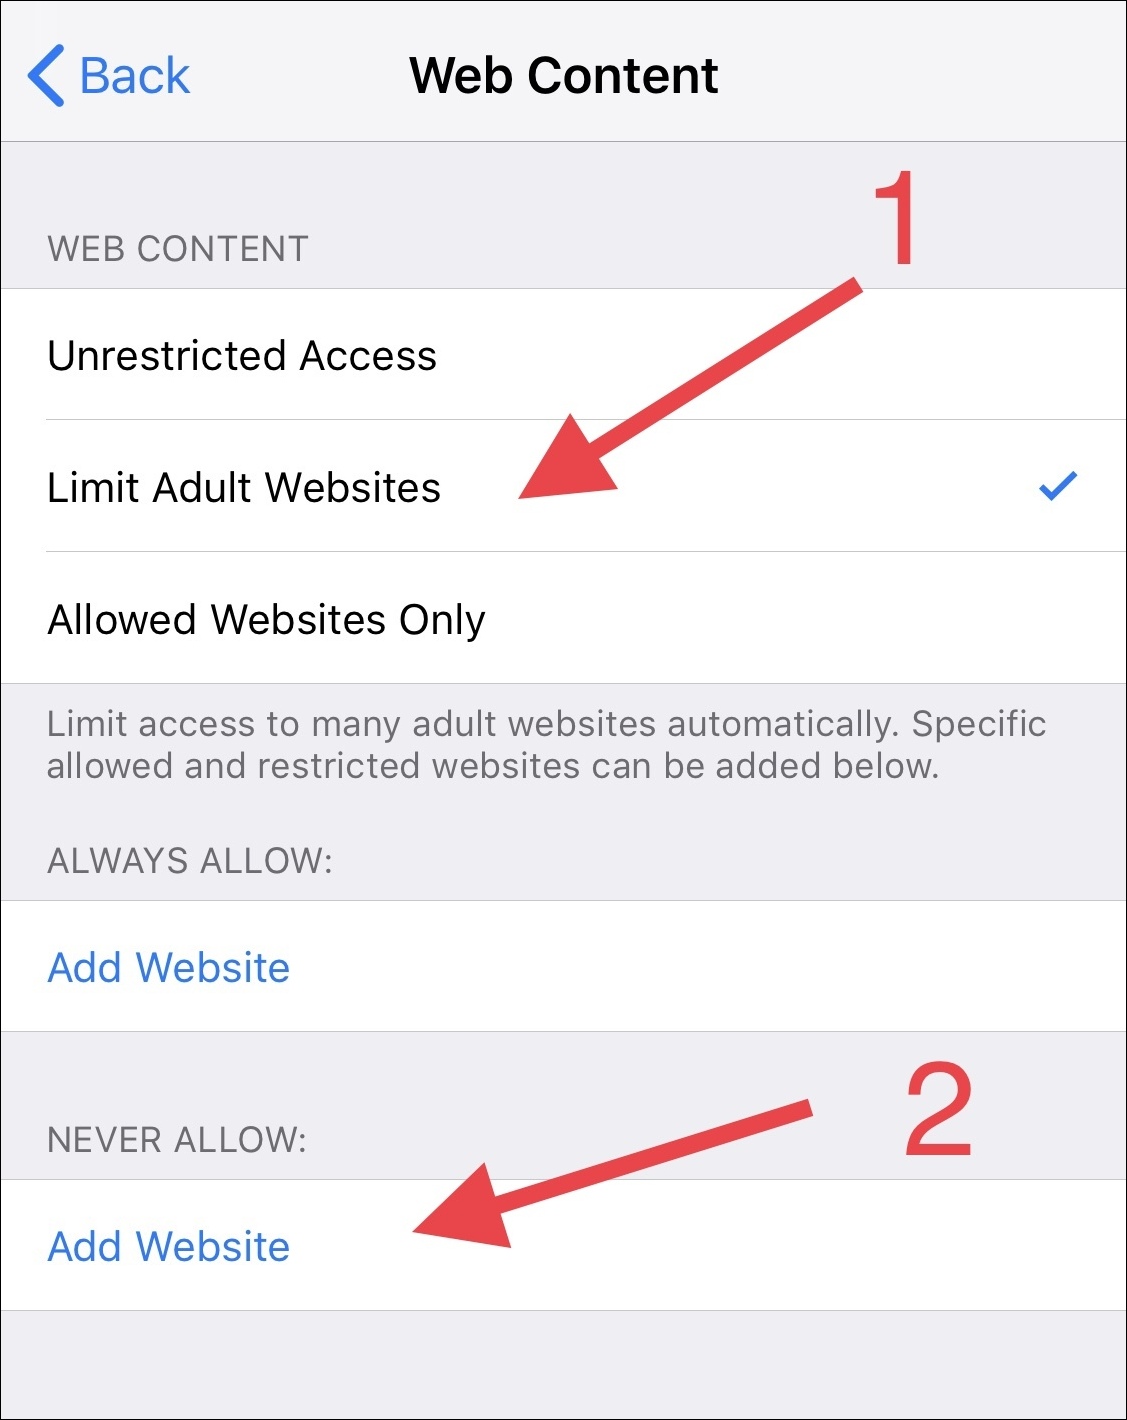 Back
Web Content
1
WEB CONTENT
Unrestricted Access
Limit Adult Websites
Allowed Websites Only
Limit access to many adult websites automatically. Specific
allowed and restricted websites can be added below.
ALWAYS ALLOW:
Add Website
2
NEVER ALLOW:
Add Website